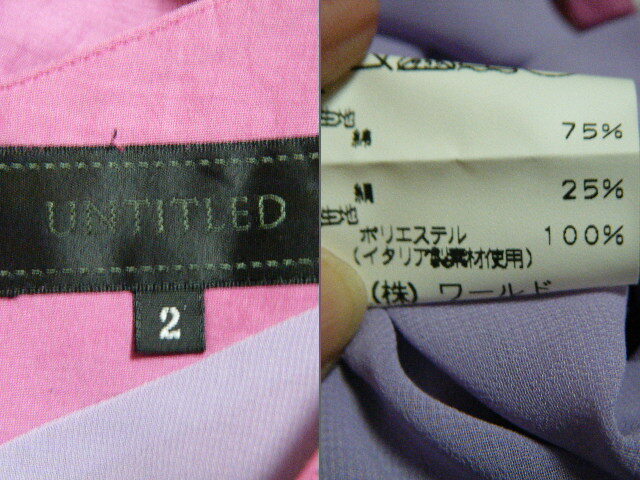 UNTITLED
2
綿 75%
絹 25%
ポリエステル 100%
(イタリア製素材使用)
(株) ワールド